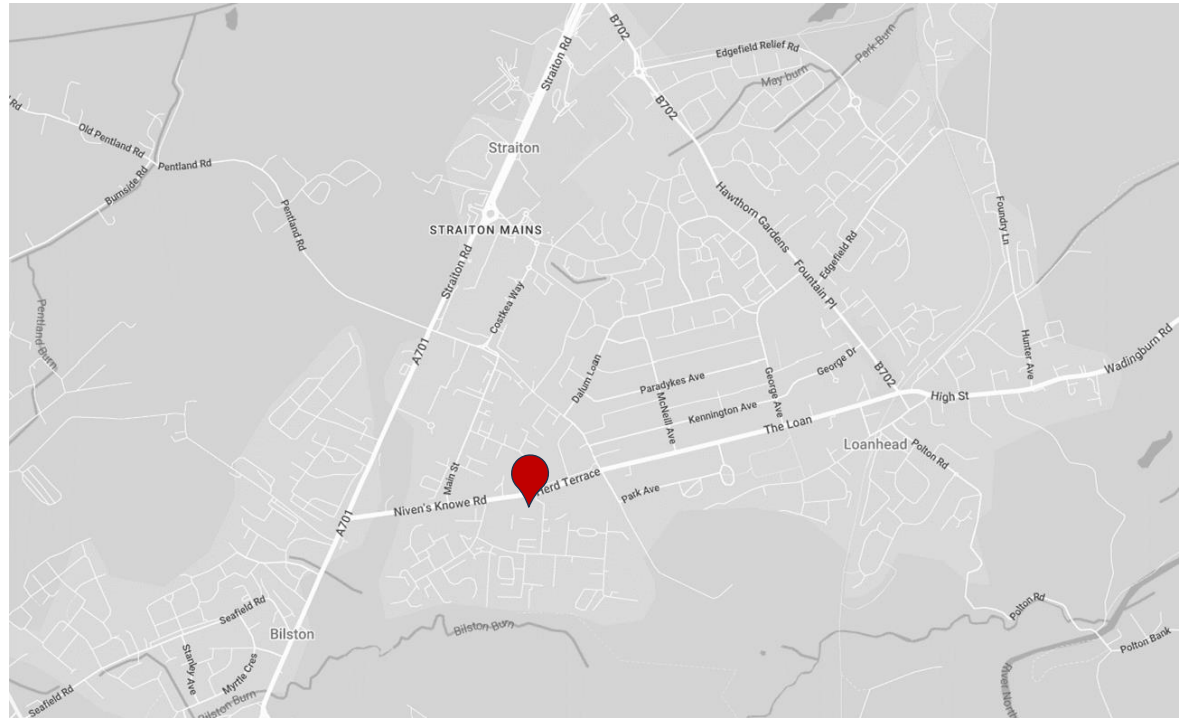 B702
Edgefield Relief Rd
Park Burn
Straiton Rd
May burn
B702
Rd
Old Pentland Rd
Straiton
Pentland Rd
Burnside Rd
Hawthorn Gardens
Foundry Ln
Pentland Rd
STRAITON MAINS
Edgefield Rd
Straiton Rd
Fountain Pl
Costkea Way
Pentland Burn
A701
Hunter Ave
Wadingburn Rd
George Dr
B702
Dalum Loan
Paradykes Ave
George Ave
High St
McNeill Ave
Kennington Ave
The Loan
Loanhead
Polton Rd
Main St
Herd Terrace
Park Ave
Niven's Knowe Rd
A701
Seafield Rd
Polton Rd
Bilston
Bilston Burn
Polton Bank
Stanley Ave
Myrtle Cres
River North
Seafield Rd
Bilston Burn